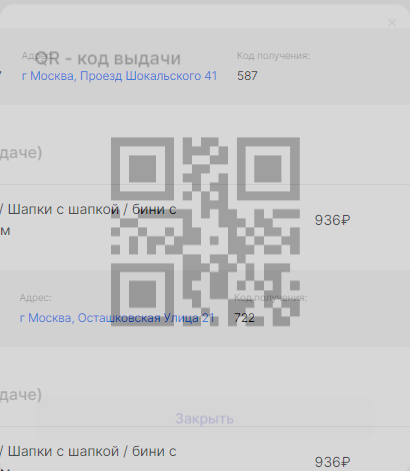 ×
QR - код выдачи
Адрес: Код получения:
г Москва, Проезд Шокальского 41 587
даче)
/ Шапки с шапкой / бини с
м
936₽
Адрес: Код получения:
г Москва, Осташковская Улица 21 722
даче)
Закрыть
/ Шапки с шапкой / бини с
936₽